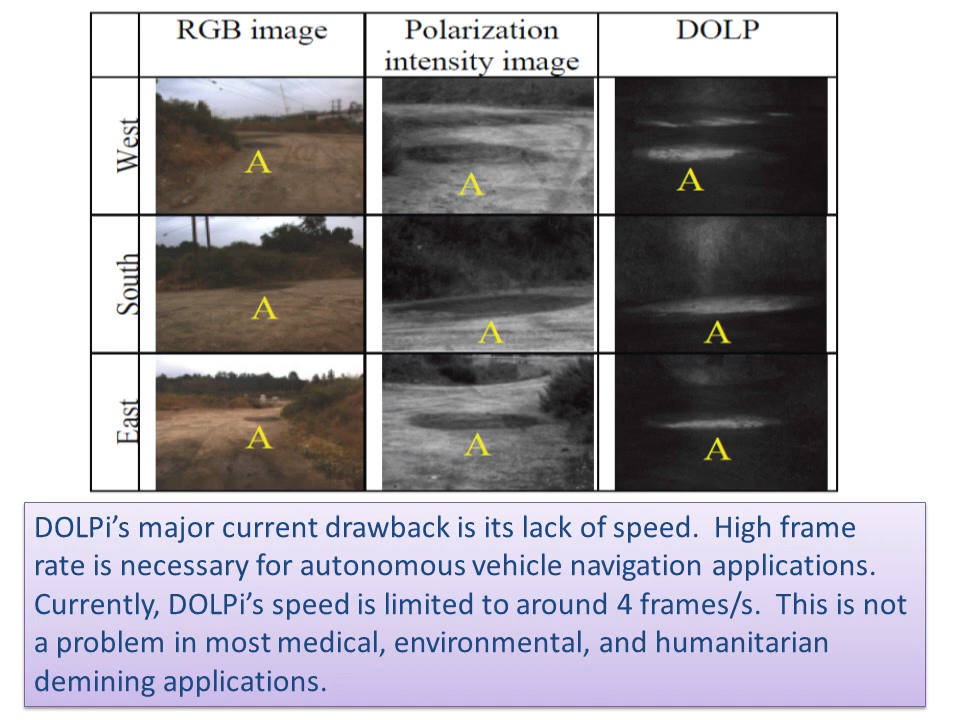 RGB image
Polarization
intensity image
DOLP
West
A
A
A
South
A
A
A
East
A
A
A
DOLPi’s major current drawback is its lack of speed.  High frame
rate is necessary for autonomous vehicle navigation applications.
Currently, DOLPi’s speed is limited to around 4 frames/s.  This is not
a problem in most medical, environmental, and humanitarian
demining applications.